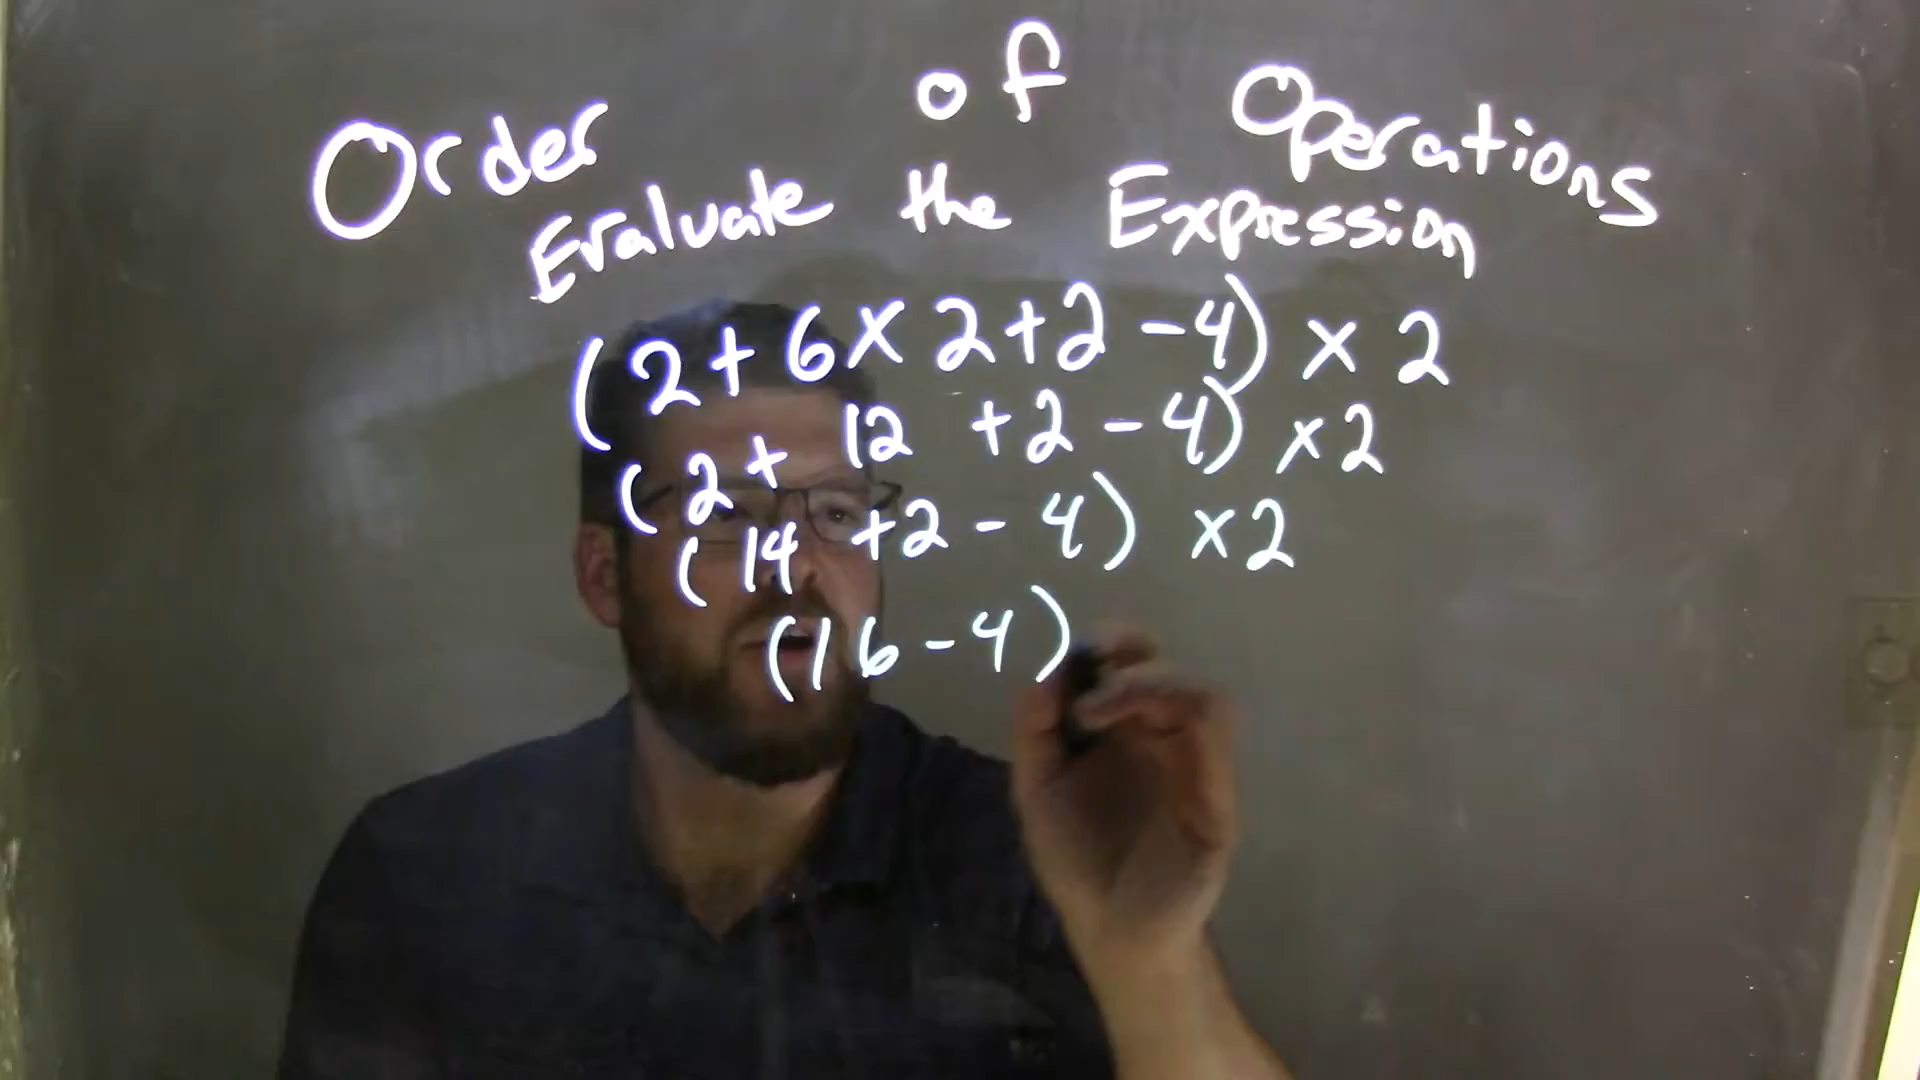 Order of Operations
Evaluate the Expression
(2+6×2+2-4)×2
(2+12+2-4)×2
(14+2-4)×2
(16-4)